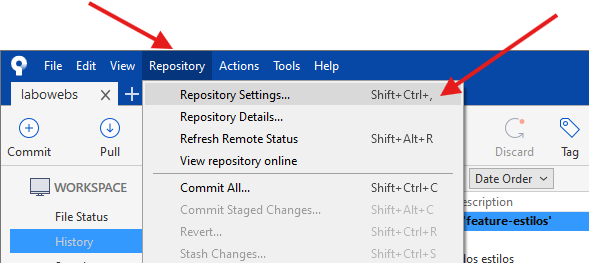 File Edit View Repository Actions Tools Help
labowebs
Repository Settings... Shift+Ctrl+,
Repository Details...
Refresh Remote Status Shift+Alt+R
View repository online
Commit All... Shift+Ctrl+C
Commit Staged Changes... Shift+Alt+C
Revert... Shift+Ctrl+R
Stash Changes... Shift+Ctrl+S
Commit Pull Discard Tag
WORKSPACE
File Status
History
Date Order
escription
'feature-estilos'
os estilos